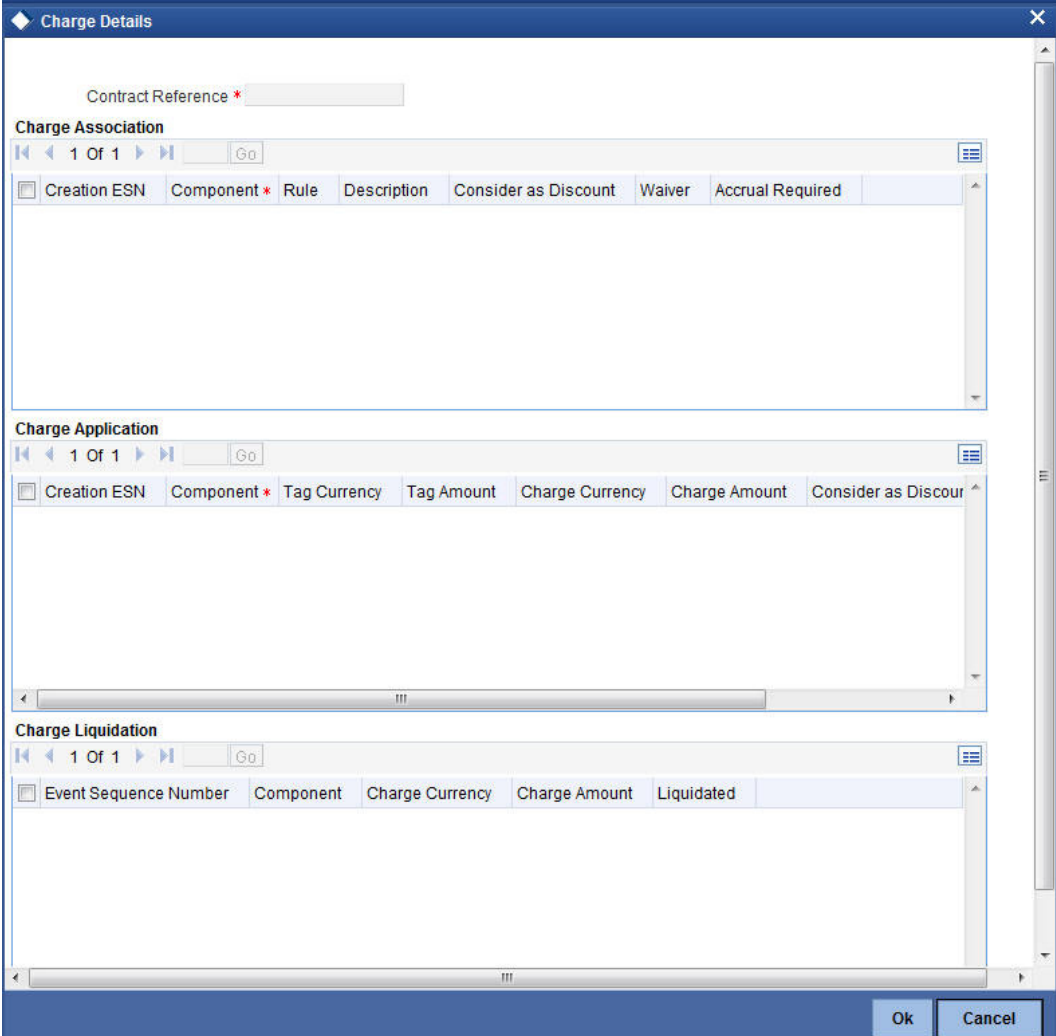 Charge Details
Contract Reference *
Charge Association
1 Of 1 Go
Creation ESN Component * Rule Description Consider as Discount Waiver Accrual Required
Charge Application
1 Of 1 Go
Creation ESN Component * Tag Currency Tag Amount Charge Currency Charge Amount Consider as Discour
Charge Liquidation
1 Of 1 Go
Event Sequence Number Component Charge Currency Charge Amount Liquidated
Ok Cancel